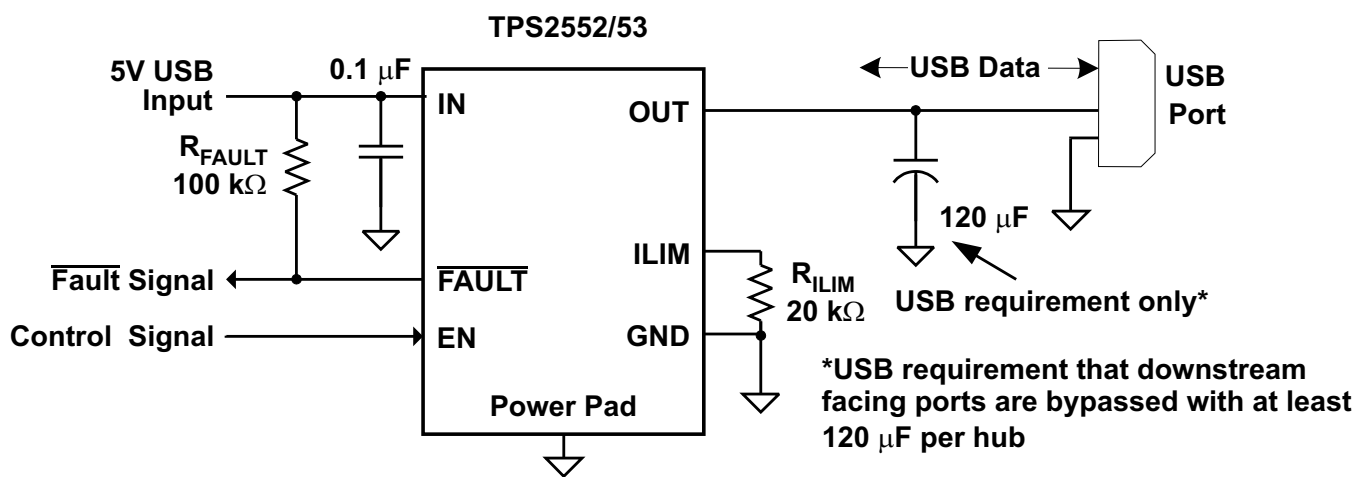 TPS2552/53
5V USB
Input
0.1 μF
IN
OUT
USB Data
USB
Port
RFAULT
100 kΩ
120 μF
ILIM
RILIM
20 kΩ
USB requirement only*
Fault Signal
FAULT
Control Signal
EN
GND
*USB requirement that downstream
facing ports are bypassed with at least
120 μF per hub
Power Pad